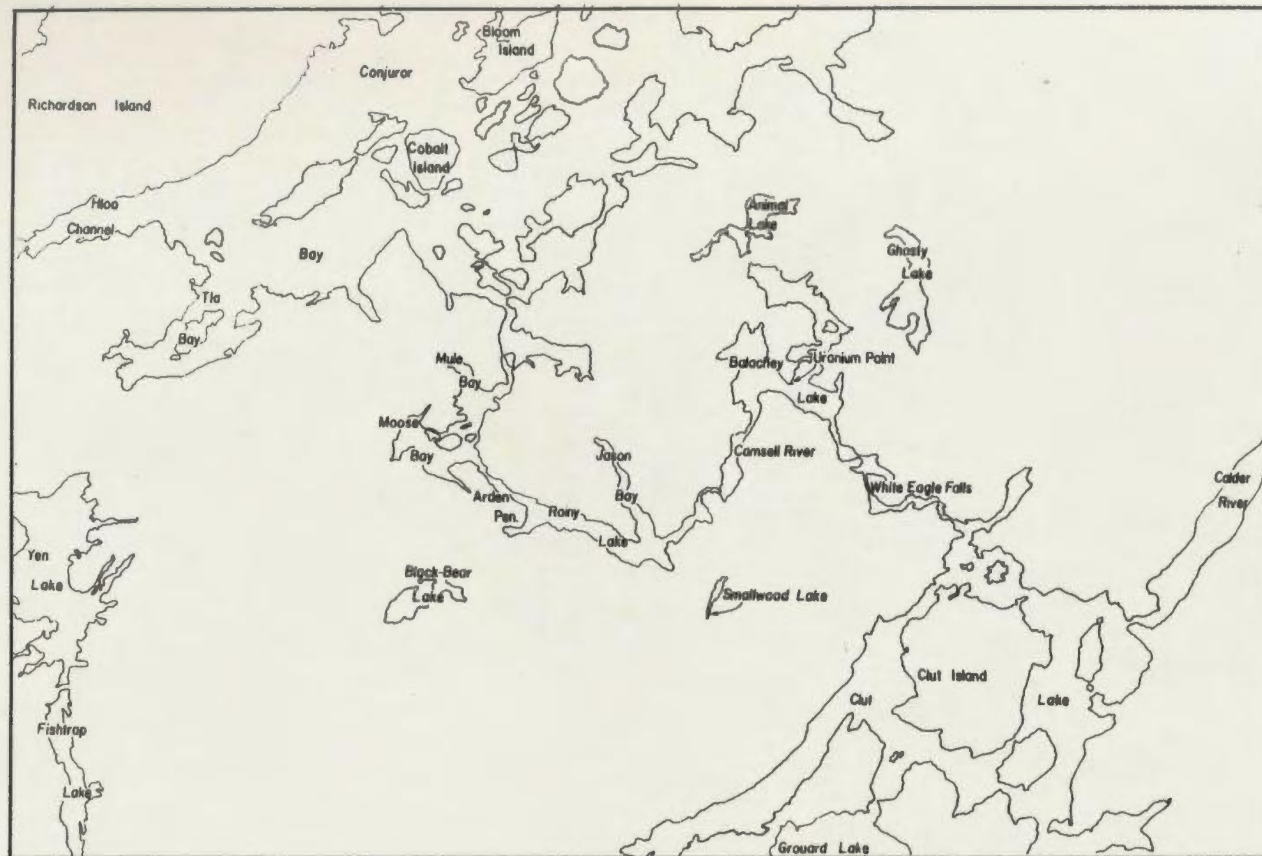 Bloom
Island
Conjuror
Richardson Island
Cobalt
Island
Hloo
Channel
Animal
Lake
Bay
Ghosty
Lake
Tla
Bay
Mule
Bay
Balachey
Uranium Point
Lake
Moose
Bay
Jason
Bay
Camsell River
White Eagle Falls
Calder
River
Arden
Pen.
Rainy
Lake
Yen
Lake
Black-Bear
Lake
Smallwood Lake
Clut Island
Clut
Lake
Fishtrap
Lake
Grouard Lake